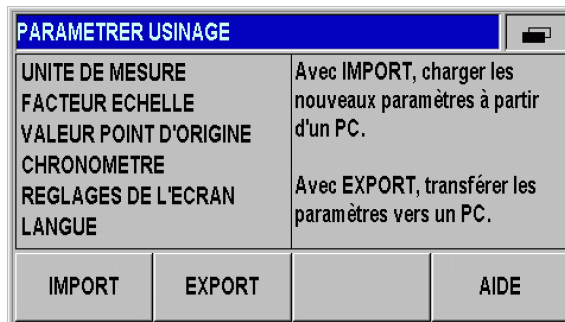 PARAMETRER USINAGE
UNITE DE MESURE
FACTEUR ECHELLE
VALEUR POINT D'ORIGINE
CHRONOMETRE
REGLAGES DE L'ECRAN
LANGUE
Avec IMPORT, charger les
nouveaux paramètres à partir
d'un PC.
Avec EXPORT, transférer les
paramètres vers un PC.
IMPORT
EXPORT
AIDE